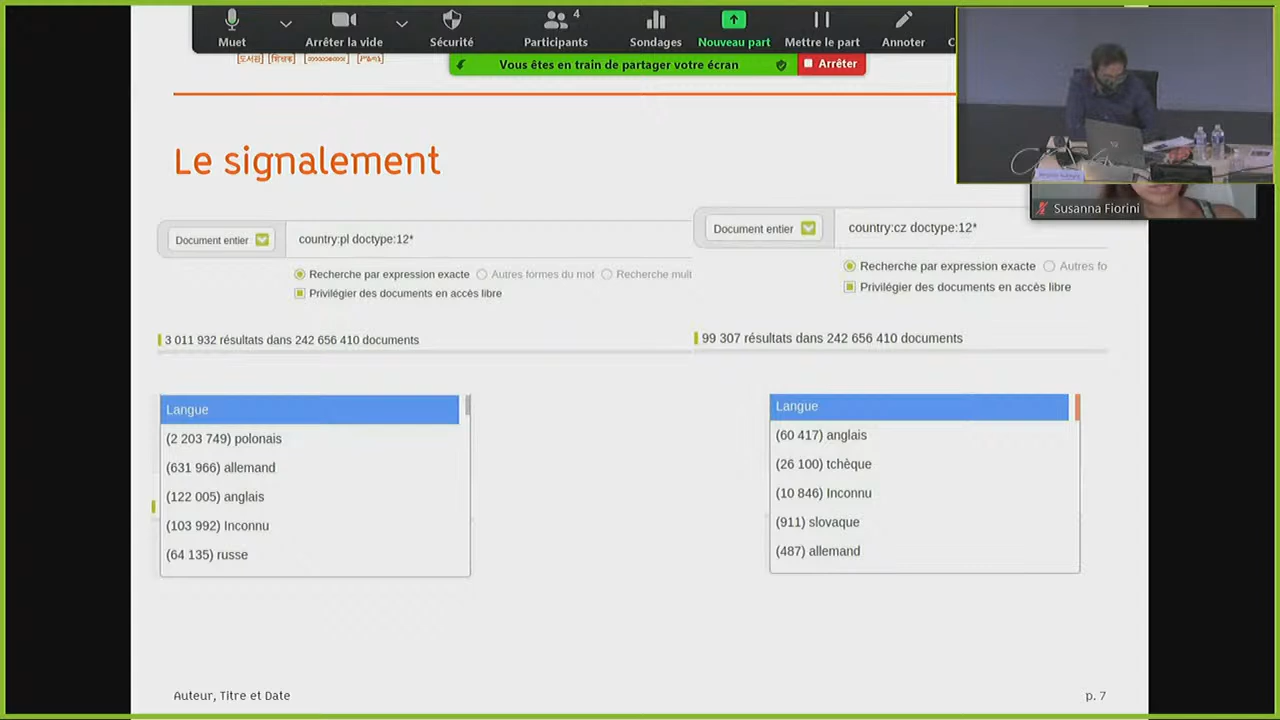 Muet
Arrêter la vide
Sécurité
Participants
4
Sondages
Nouveau part
Mettre le part
Annoter
Vous êtes en train de partager votre écran
Arrêter
Susanna Fiorini
Le signalement
Document entier
country:pl doctype:12*
Recherche par expression exacte
Autres formes du mot
Recherche mult
Privilégier des documents en accès libre
3 011 932 résultats dans 242 656 410 documents
Langue
(2 203 749) polonais
(631 966) allemand
(122 005) anglais
(103 992) Inconnu
(64 135) russe
Document entier
country:cz doctype:12*
Recherche par expression exacte
Autres fo
Privilégier des documents en accès libre
99 307 résultats dans 242 656 410 documents
Langue
(60 417) anglais
(26 100) tchèque
(10 846) Inconnu
(911) slovaque
(487) allemand
Auteur, Titre et Date
p. 7